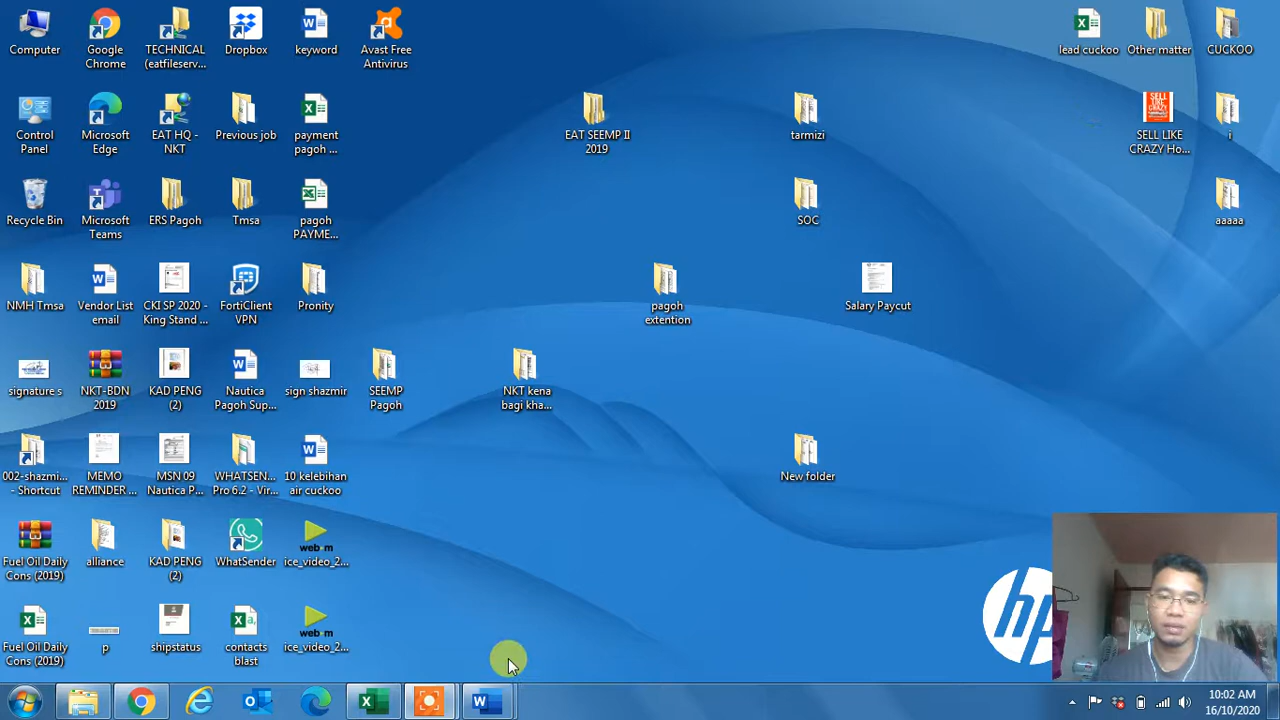 Computer
Google
Chrome
TECHNICAL
(eatfileserv...
Dropbox
keyword
Avast Free
Antivirus
lead cuckoo
Other matter
CUCKOO
Control
Panel
Microsoft
Edge
EAT HQ -
NKT
Previous job
payment
pagoh ...
EAT SEEMP II
2019
tarmizi
SELL LIKE
CRAZY Ho...
i
Recycle Bin
Microsoft
Teams
ERS Pagoh
Tmsa
pagoh
PAYME...
SOC
aaaaa
NMH Tmsa
Vendor List
email
CKI SP 2020 -
King Stand ...
FortiClient
VPN
Pronity
pagoh
extention
Salary Paycut
signature s
NKT-BDN
2019
KAD PENG
(2)
Nautica
Pagoh Sup...
sign shazmir
SEEMP
Pagoh
NKT kena
bagi kha...
002-shazmi...
- Shortcut
MEMO
REMINDER ...
MSN 09
Nautica P...
WHATSEN...
Pro 6.2 - Vir...
10 kelebihan
air cuckoo
New folder
Fuel Oil Daily
Cons (2019)
alliance
KAD PENG
(2)
WhatSender
web m
ice_video_2...
Fuel Oil Daily
Cons (2019)
p
shipstatus
contacts
blast
web m
ice_video_2...
hp
10:02 AM
16/10/2020